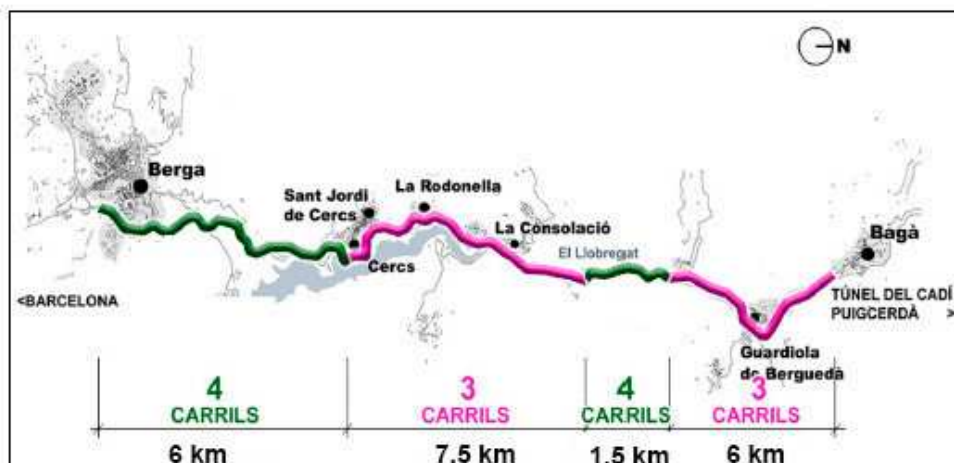 N
Berga
Sant Jordi
de Cercs
La Rodonella
La Consolació
Cercs
El Llobregat
Bagà
<BARCELONA
TÚNEL DEL CADÍ
PUIGCERDÀ >
Guardiola
de Berguedà
4
CARRILS
3
CARRILS
4
CARRILS
3
CARRILS
6 km
7.5 km
1.5 km
6 km